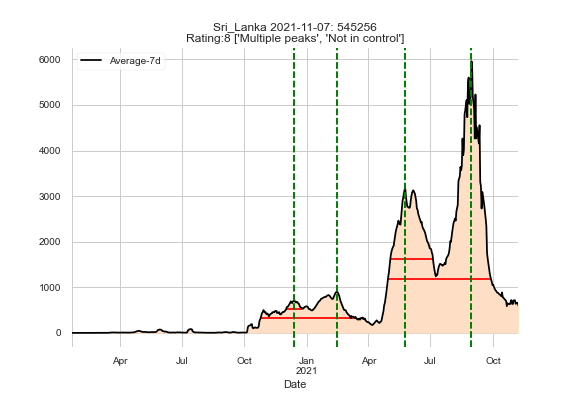 Sri_Lanka 2021-11-07: 545256
Rating:8 ['Multiple peaks', 'Not in control']
Average-7d
6000
5000
4000
3000
2000
1000
0
Apr Jul Oct Jan Apr Jul Oct
2021
Date